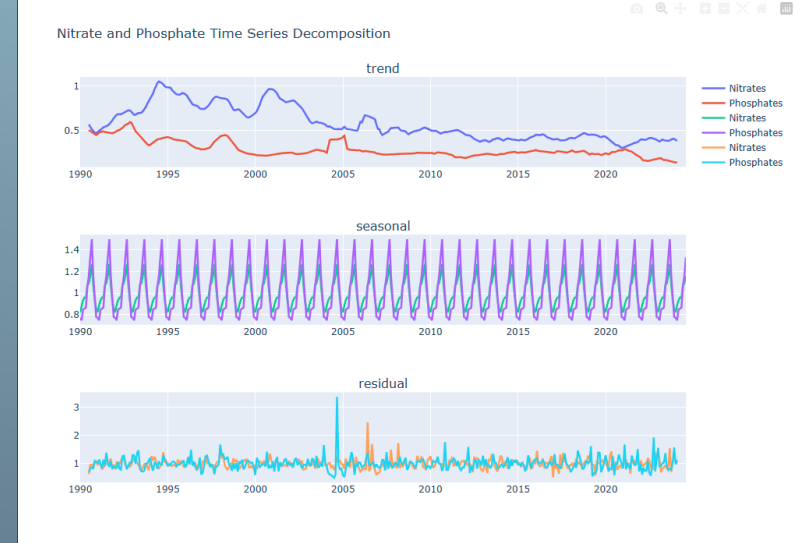 Nitrate and Phosphate Time Series Decomposition
trend
1
0.5
1990 1995 2000 2005 2010 2015 2020
Nitrates
Phosphates
Nitrates
Phosphates
Nitrates
Phosphates
seasonal
1.4
1.2
1
0.8
1990 1995 2000 2005 2010 2015 2020
residual
3
2
1
1990 1995 2000 2005 2010 2015 2020